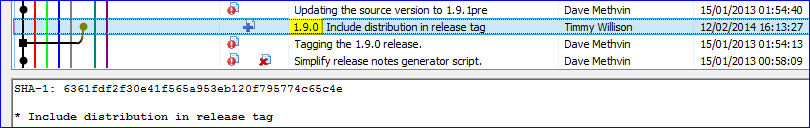 Updating the source version to 1.9.1pre Dave Methvin 15/01/2013 01:54:40
1.9.0 Include distribution in release tag Timmy Willison 12/02/2014 16:13:27
Tagging the 1.9.0 release. Dave Methvin 15/01/2013 01:54:13
Simplify release notes generator script. Dave Methvin 15/01/2013 00:58:09
SHA-1: 6361fdf2f30e41f565a953eb120f795774c65c4e
* Include distribution in release tag